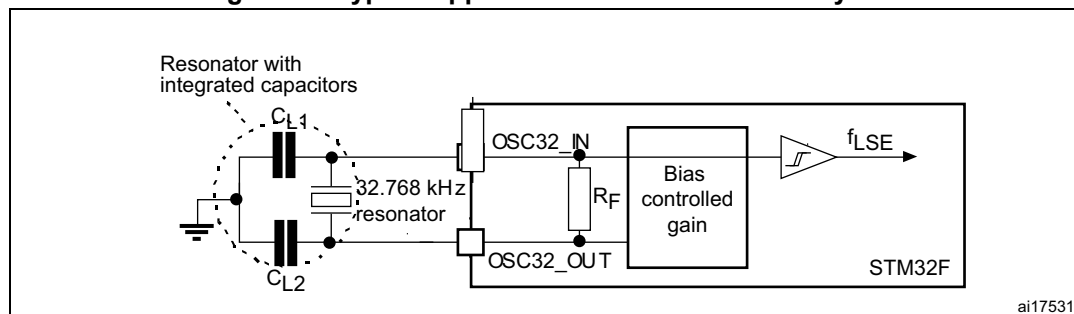 Resonator with
integrated capacitors
CL1
OSC32_IN
fLSE
32.768 kHz
resonator
RF
Bias
controlled
gain
OSC32_OUT
STM32F
CL2
ai17531